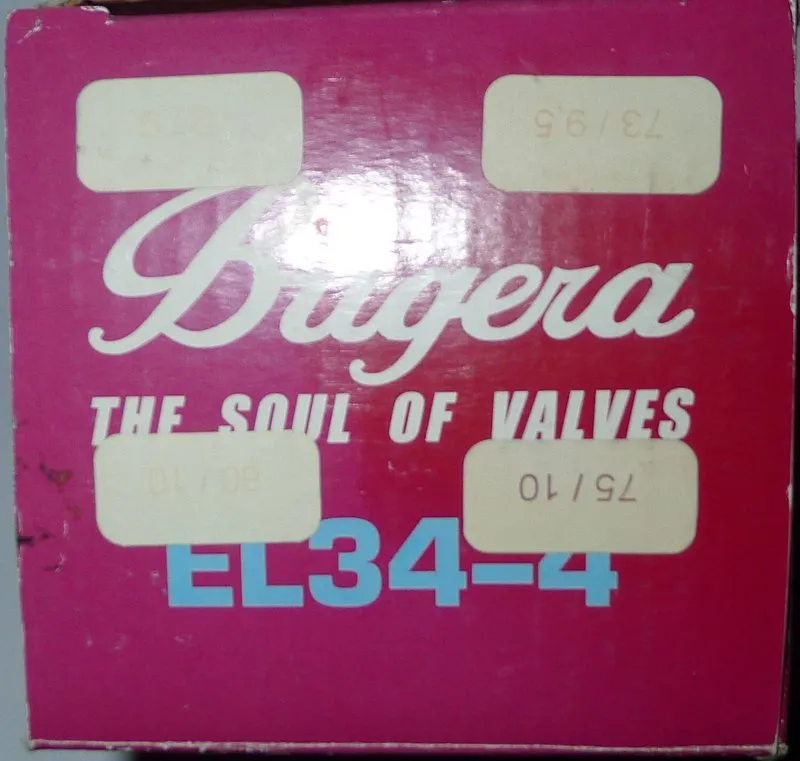 73 / 9,5
Bugera
THE SOUL OF VALVES
80 / 10
75 / 10
EL34-4